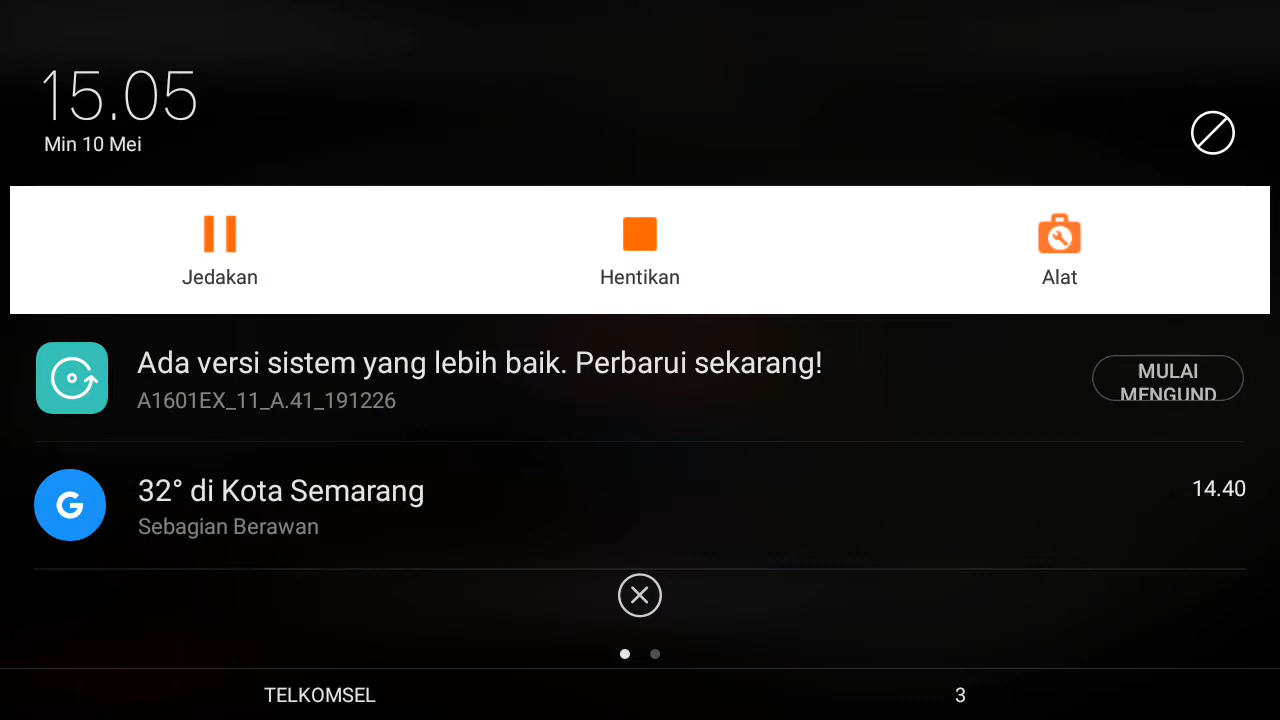 15.05
Min 10 Mei
Jedakan
Hentikan
Alat
Ada versi sistem yang lebih baik. Perbarui sekarang!
A1601EX_11_A.41_191226
MULAI
MENGUND
G
32° di Kota Semarang
14.40
Sebagian Berawan
TELKOMSEL
3